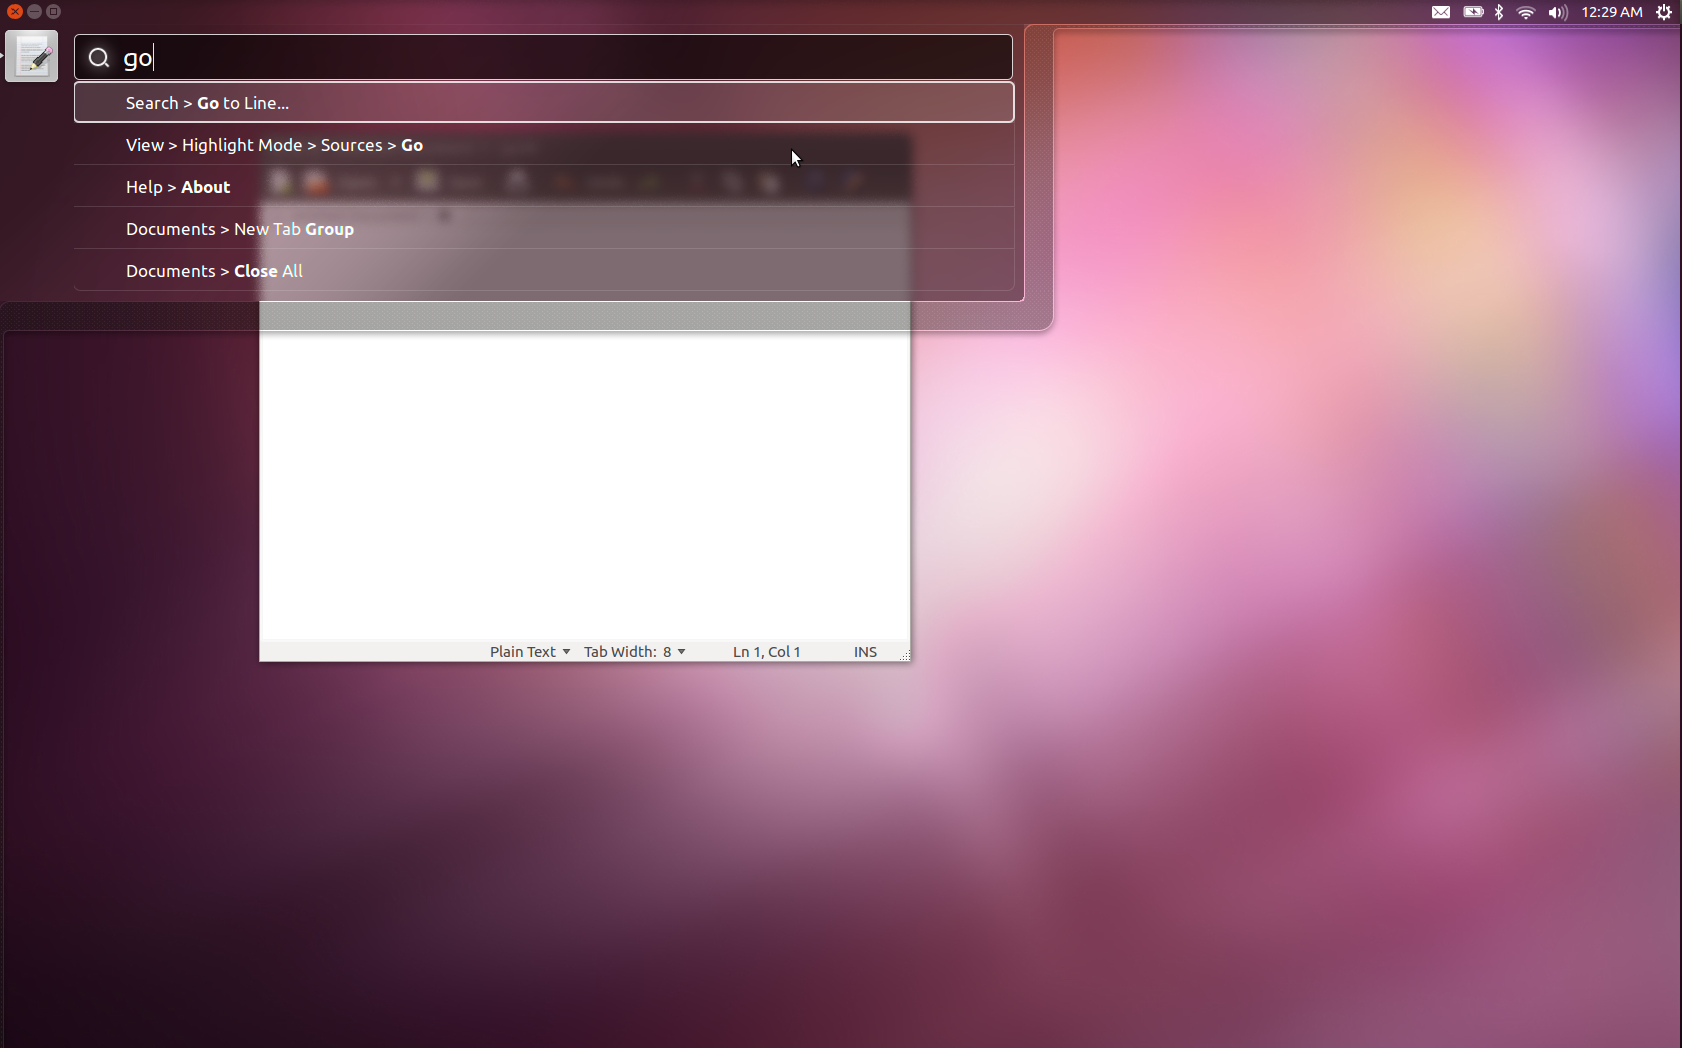 12:29 AM
go
Search > Go to Line...
View > Highlight Mode > Sources > Go
Help > About
Documents > New Tab Group
Documents > Close All
Plain Text Tab Width: 8 Ln 1, Col 1 INS